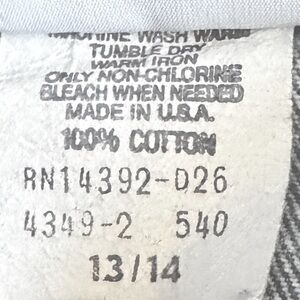 MACHINE WASH WARM
TUMBLE DRY
WARM IRON
ONLY NON-CHLORINE
BLEACH WHEN NEEDED
MADE IN U.S.A.
100% COTTON
RN14392-D26
4349-2 540
13/14